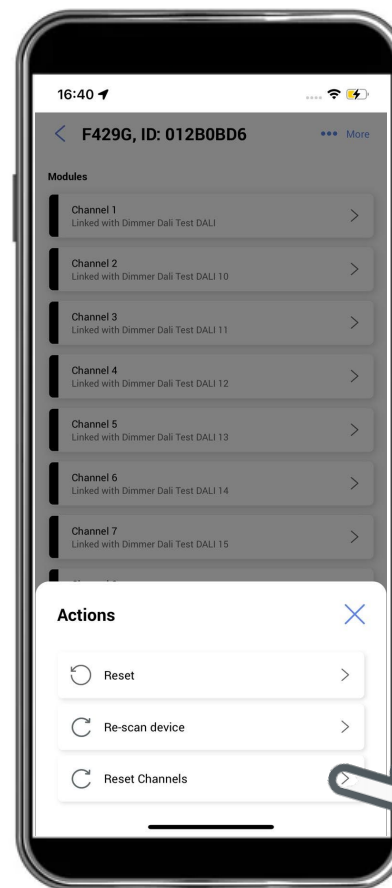 16:40
F429G, ID: 012B0BD6
More
Modules
Channel 1
Linked with Dimmer Dali Test DALI
Channel 2
Linked with Dimmer Dali Test DALI 10
Channel 3
Linked with Dimmer Dali Test DALI 11
Channel 4
Linked with Dimmer Dali Test DALI 12
Channel 5
Linked with Dimmer Dali Test DALI 13
Channel 6
Linked with Dimmer Dali Test DALI 14
Channel 7
Linked with Dimmer Dali Test DALI 15
Actions
Reset
Re-scan device
Reset Channels